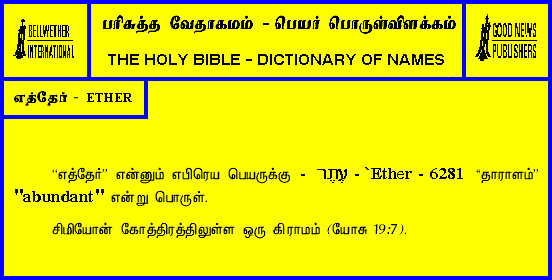 BELLWETHER
INTERNATIONAL
பரிசுத்த வேதாகமம் - பெயர் பொருள்விளக்கம்
THE HOLY BIBLE - DICTIONARY OF NAMES
GOOD NEWS
PUBLISHERS
எத்தேர் - ETHER
“எத்தேர்” என்னும் எபிரெய பெயருக்கு - עֶתֶר - `Ether - 6281 “தாராளம்”
"abundant" என்று பொருள்.
சிமியோன் கோத்திரத்திலுள்ள ஒரு கிராமம் (யோசு 19:7).